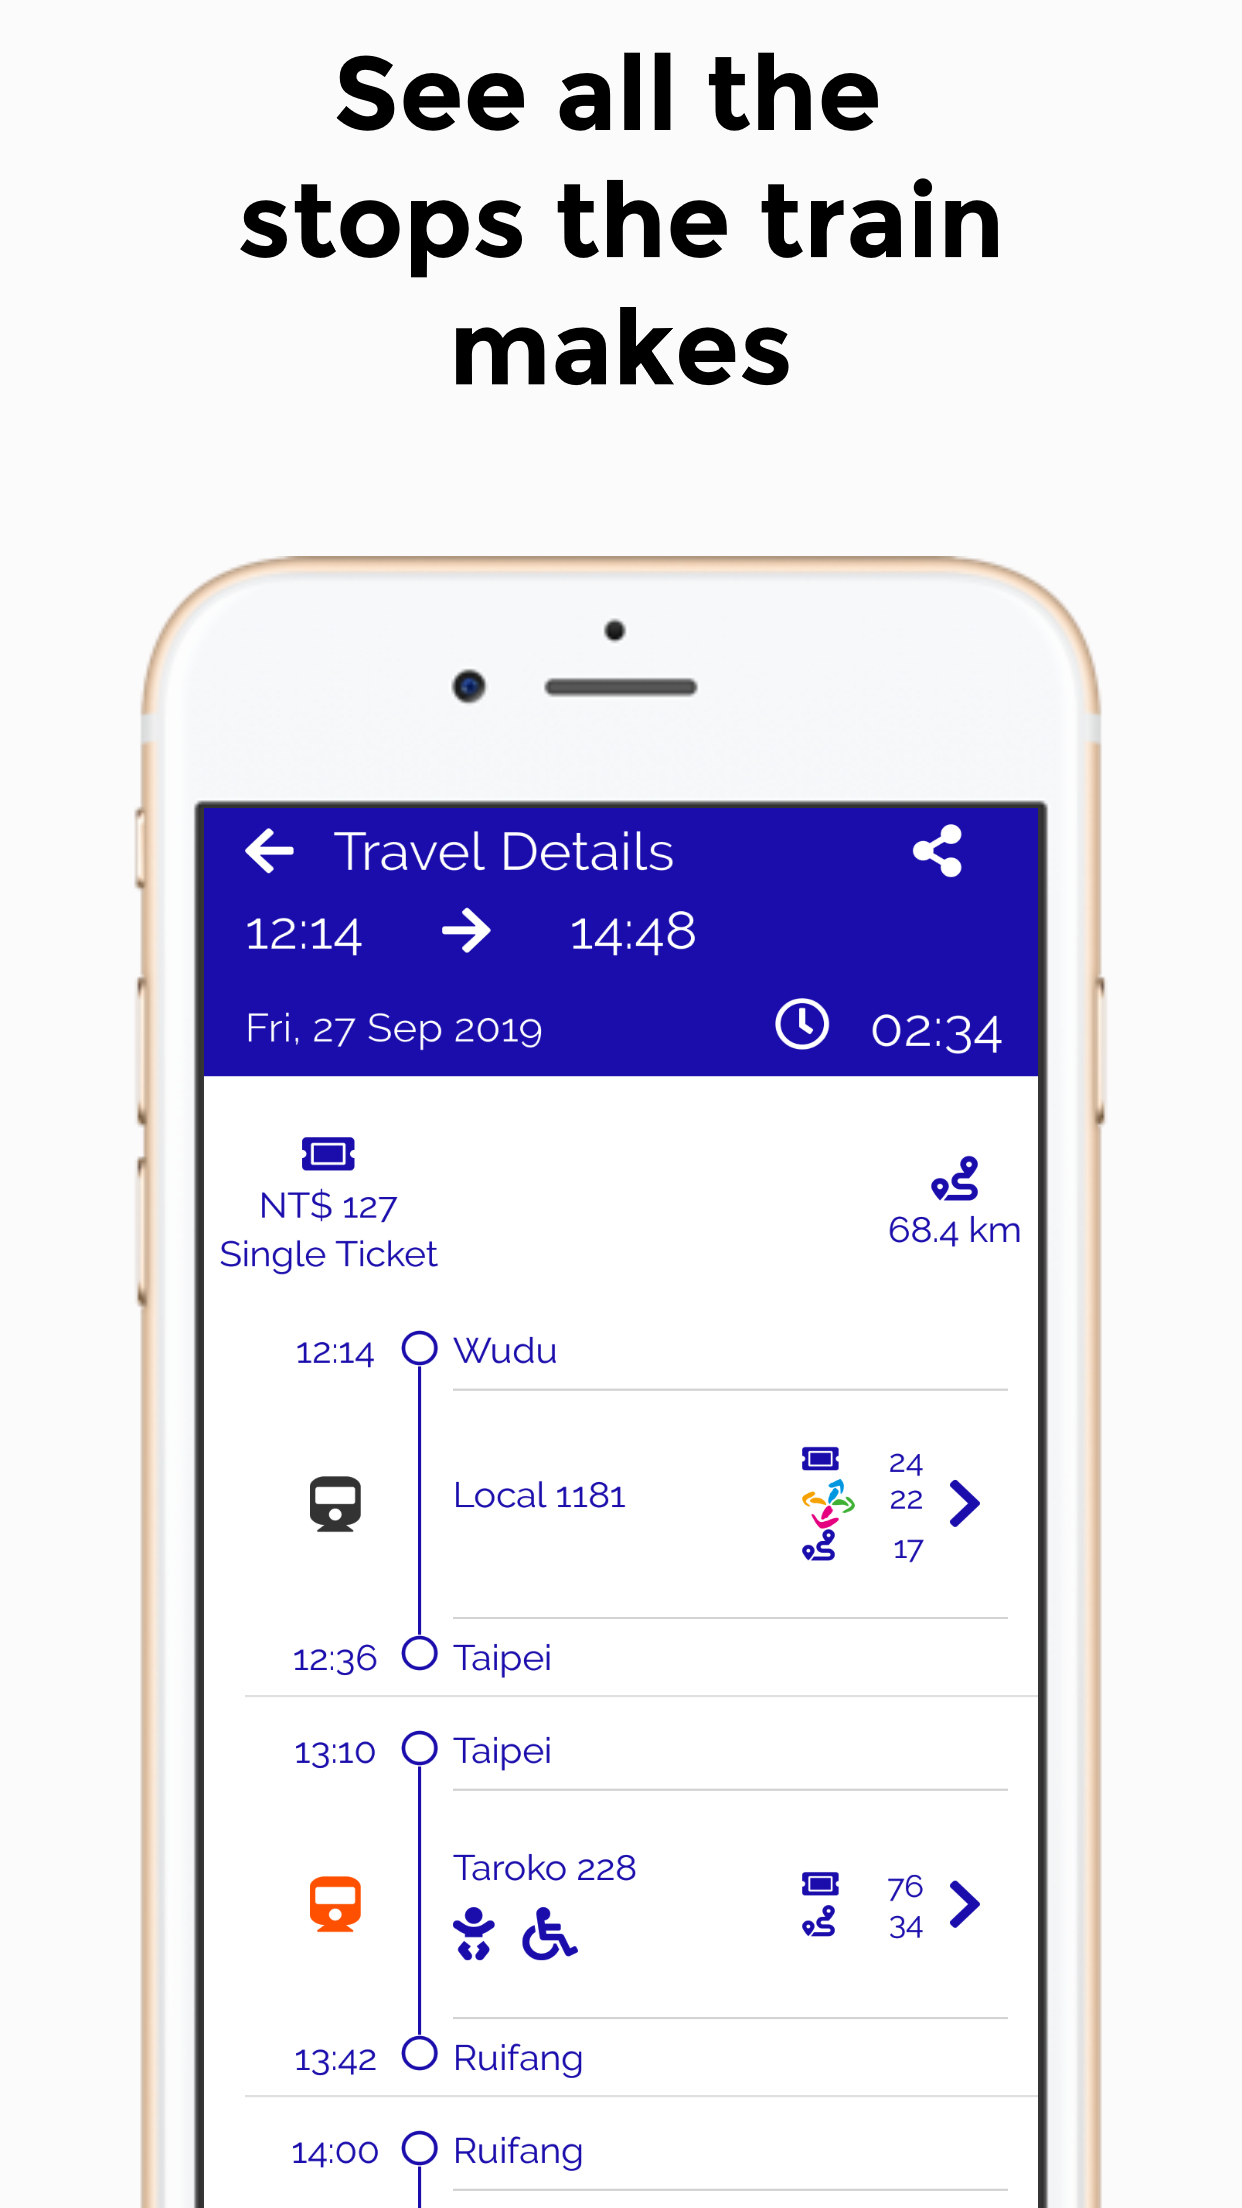 See all the
stops the train
makes
Travel Details
12:14 14:48
Fri, 27 Sep 2019 02:34
NT$ 127
Single Ticket
68.4 km
12:14 Wudu
Local 1181
24
22
17
12:36 Taipei
13:10 Taipei
Taroko 228
76
34
13:42 Ruifang
14:00 Ruifang